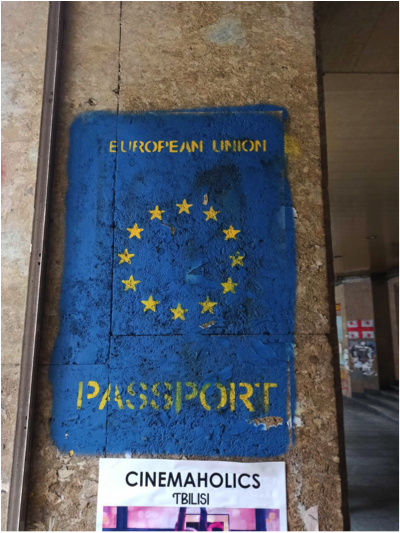 EUROPEAN UNION
PASSPORT
CINEMAHOLICS
TBILISI